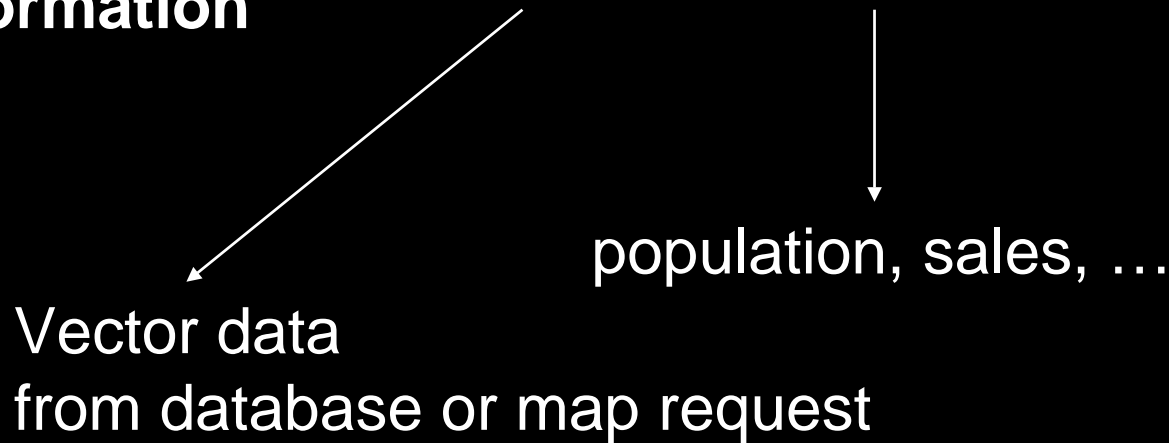 ormation
population, sales, …
Vector data
from database or map request